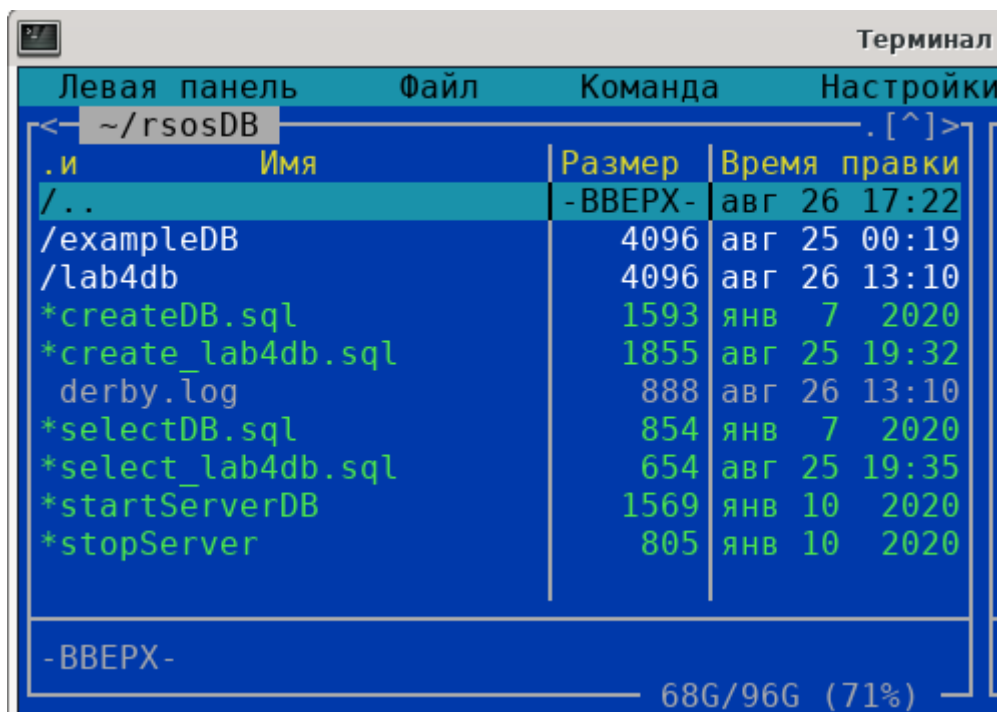 Терминал
Левая панель Файл Команда Настройки
<─ ~/rsosDB .[^]>
.и Имя Размер Время правки
/.. -ВВЕРХ- авг 26 17:22
/exampleDB 4096 авг 25 00:19
/lab4db 4096 авг 26 13:10
*createDB.sql 1593 янв 7 2020
*create_lab4db.sql 1855 авг 25 19:32
derby.log 888 авг 26 13:10
*selectDB.sql 854 янв 7 2020
*select_lab4db.sql 654 авг 25 19:35
*startServerDB 1569 янв 10 2020
*stopServer 805 янв 10 2020
-ВВЕРХ-
68G/96G (71%)